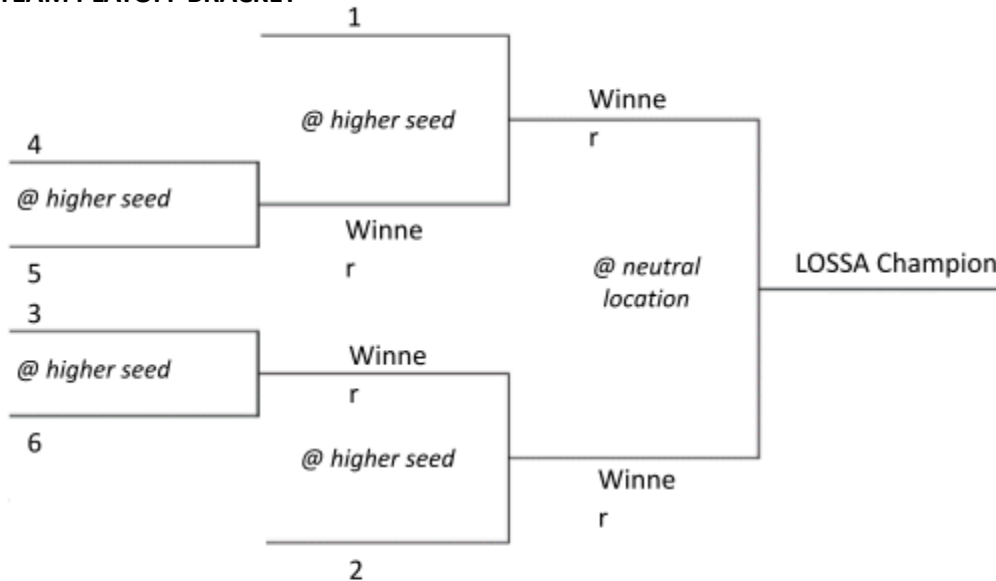 TEAM PLAYOFF BRACKET
1
@ higher seed
Winne
r
4
@ higher seed
Winne
r
5
@ neutral
location
LOSSA Champion
3
@ higher seed
Winne
r
6
@ higher seed
Winne
r
2